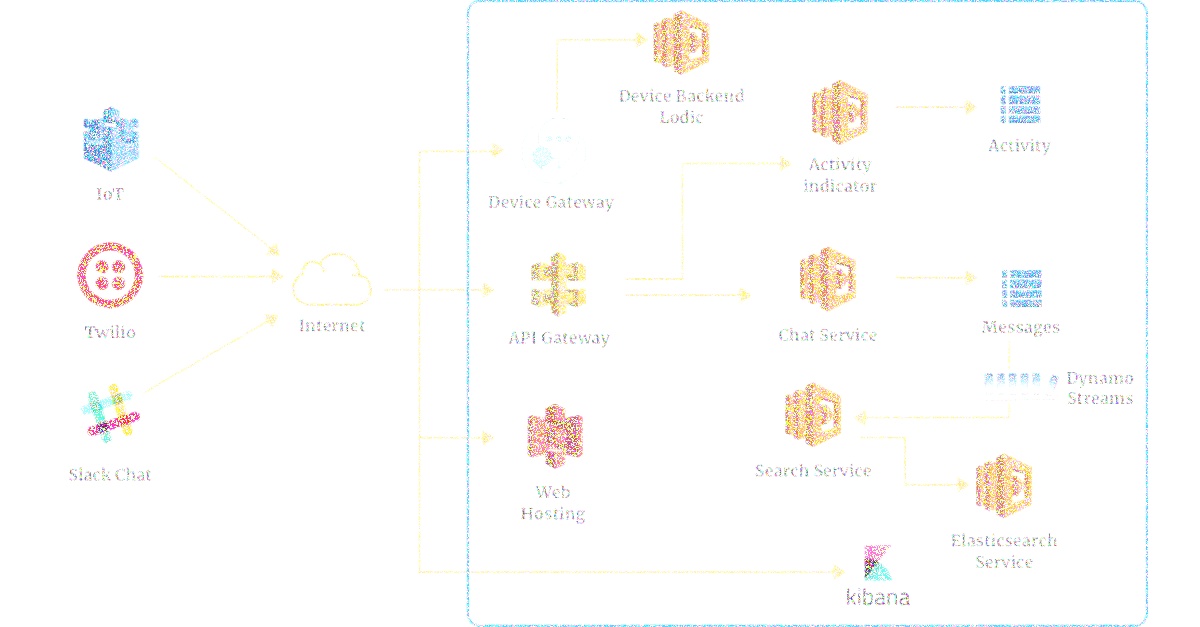 Device Backend
Lodic
IoT
Activity
indicator
Activity
Device Gateway
Twilio
Internet
API Gateway
Chat Service
Messages
Dynamo
Streams
Slack Chat
Web
Hosting
Search Service
Elasticsearch
Service
kibana